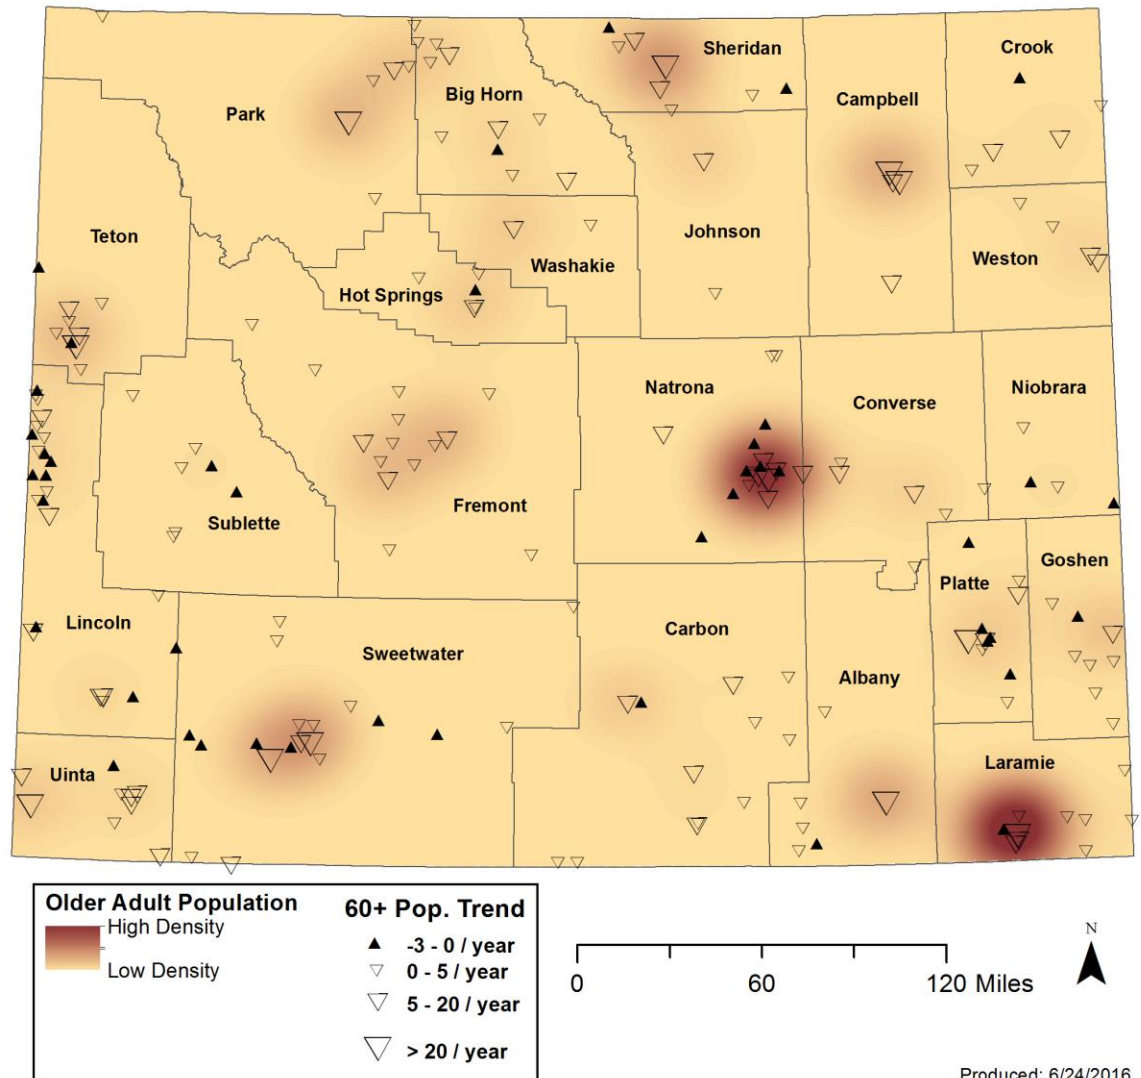 Sheridan
Crook
Big Horn
Campbell
Park
Teton
Johnson
Weston
Washakie
Hot Springs
Natrona
Converse
Niobrara
Fremont
Sublette
Goshen
Platte
Lincoln
Carbon
Sweetwater
Albany
Uinta
Laramie
Older Adult Population
High Density
Low Density
60+ Pop. Trend
-3 - 0 / year
0 - 5 / year
5 - 20 / year
> 20 / year
0 60 120 Miles
N
Produced: 6/24/2016